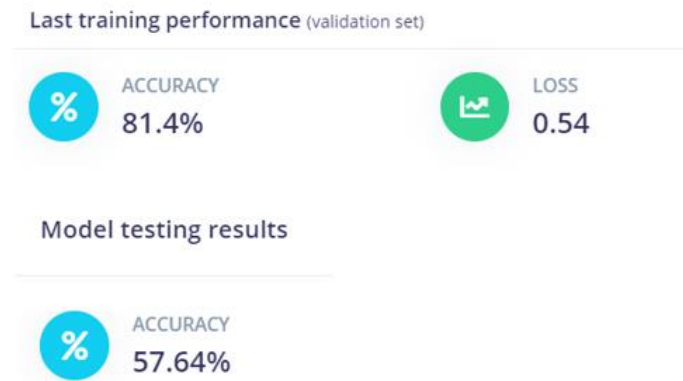 Last training performance (validation set)
% ACCURACY
81.4%
LOSS
0.54
Model testing results
% ACCURACY
57.64%